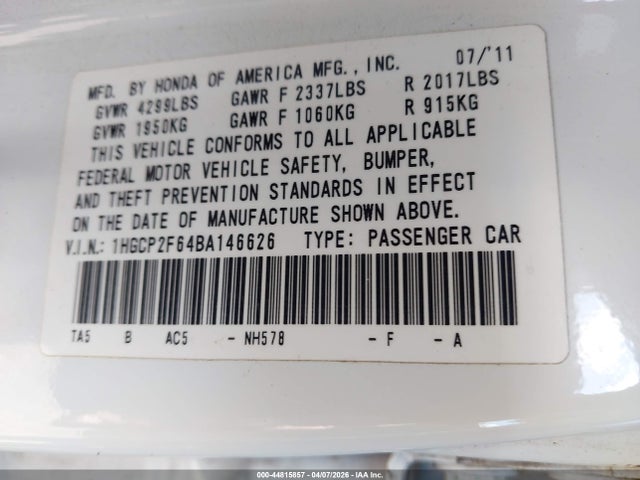 MFD. BY HONDA OF AMERICA MFG., INC. 07/'11
GVWR 4299LBS GAWR F 2337LBS R 2017LBS
GVWR 1950KG GAWR F 1060KG R 915KG
THIS VEHICLE CONFORMS TO ALL APPLICABLE
FEDERAL MOTOR VEHICLE SAFETY, BUMPER,
AND THEFT PREVENTION STANDARDS IN EFFECT
ON THE DATE OF MANUFACTURE SHOWN ABOVE.
V.I.N.: 1HGCP2F64BA146626 TYPE: PASSENGER CAR
TA5 B AC5 - NH578 - F - A
000-44815857 04/07/2026 IAA Inc.